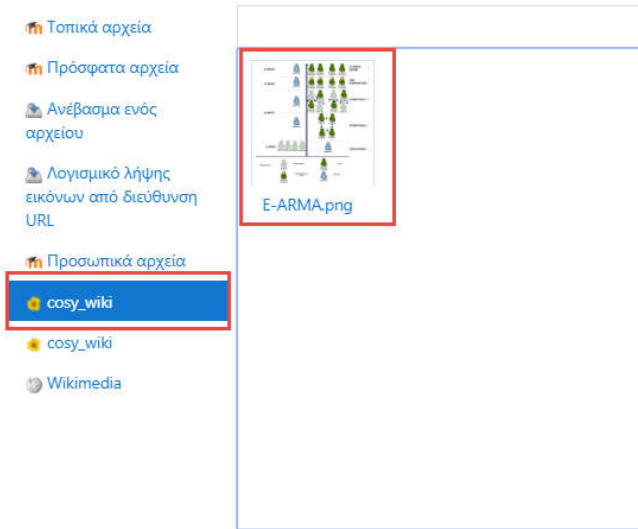 Τοπικά αρχεία
Πρόσφατα αρχεία
Ανέβασμα ενός
αρχείου
Λογισμικό λήψης
εικόνων από διεύθυνση
URL
Προσωπικά αρχεία
cosy_wiki
cosy_wiki
Wikimedia
E-ARMA.png